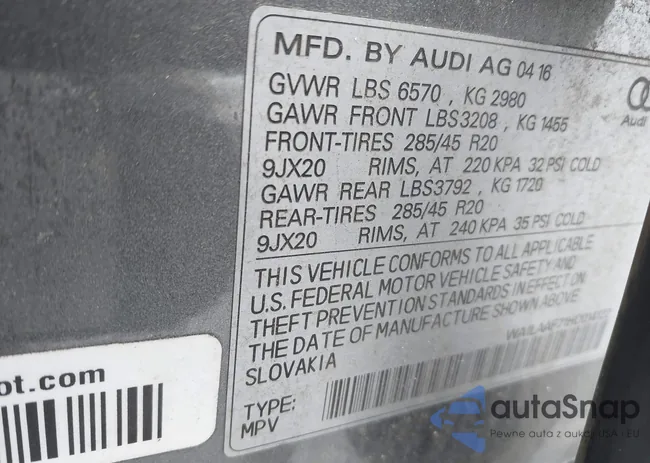 MFD. BY AUDI AG 04 16
GVWR LBS 6570 , KG 2980
GAWR FRONT LBS3208 , KG 1455
FRONT-TIRES 285/45 R20
9JX20 RIMS, AT 220 KPA 32 PSI COLD
GAWR REAR LBS3792 , KG 1720
REAR-TIRES 285/45 R20
9JX20 RIMS, AT 240 KPA 35 PSI COLD
THIS VEHICLE CONFORMS TO ALL APPLICABLE
U.S. FEDERAL MOTOR VEHICLE SAFETY AND
THEFT PREVENTION STANDARDS IN EFFECT ON
THE DATE OF MANUFACTURE SHOWN ABOVE
SLOVAKIA
TYPE:
MPV
Audi
ot.com
autaSnap
Pewne auta z aukcji USA - EU